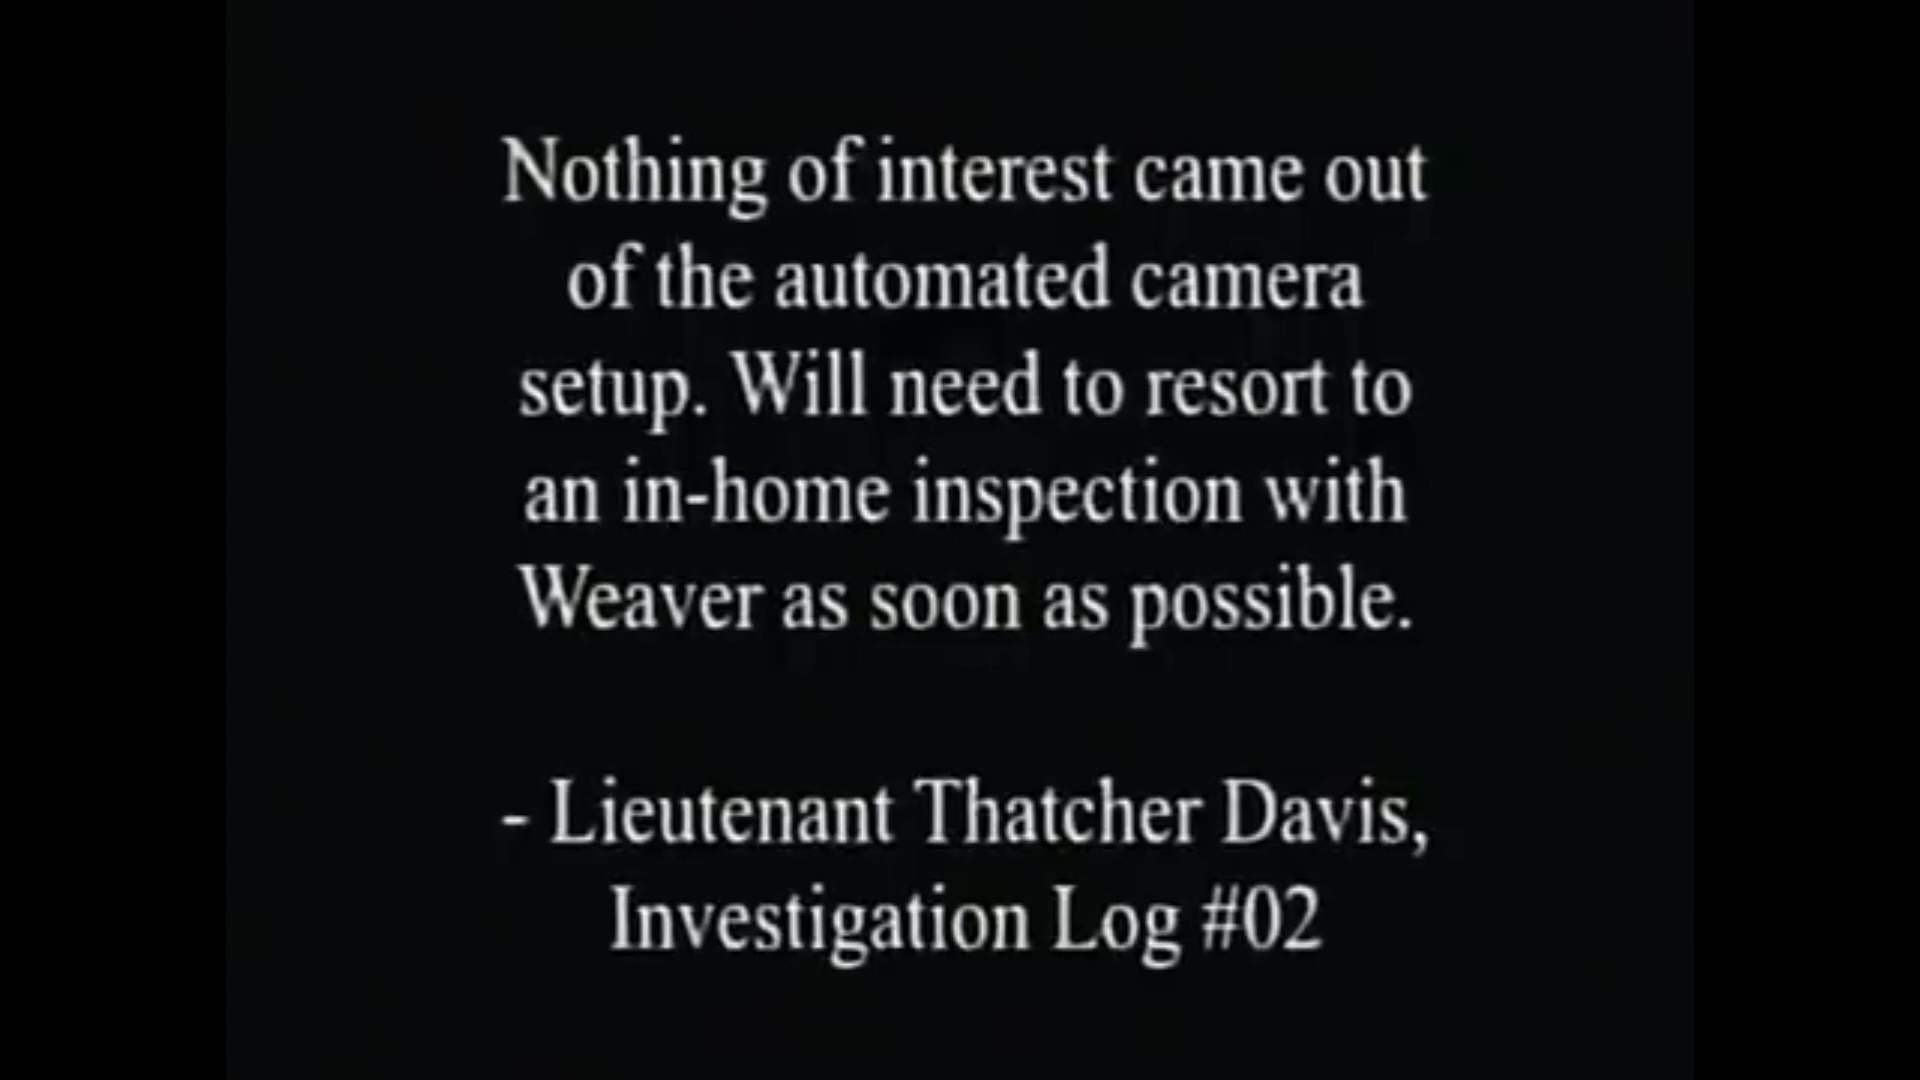 Nothing of interest came out
of the automated camera
setup. Will need to resort to
an in-home inspection with
Weaver as soon as possible.
- Lieutenant Thatcher Davis,
Investigation Log #02